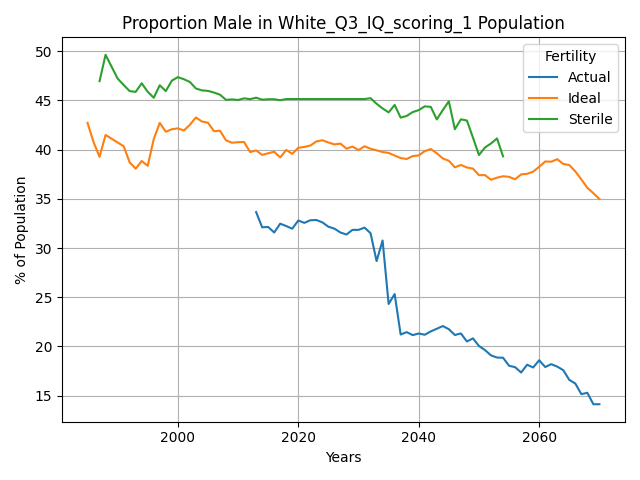 Proportion Male in White_Q3_IQ_scoring_1 Population
Fertility
Actual
Ideal
Sterile
% of Population
50
45
40
35
30
25
20
15
2000 2020 2040 2060
Years